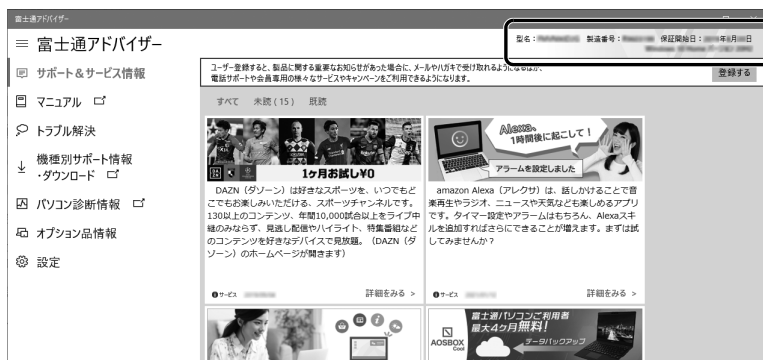 富士通アドバイザー
富士通アドバイザー
型名： 製造番号： 保証開始日： 年 月 日
サポート＆サービス情報
マニュアル
トラブル解決
機種別サポート情報
・ダウンロード
パソコン診断情報
オプション品情報
設定
ユーザー登録すると、製品に関する重要なお知らせがあった場合に、メールやハガキで受け取れるようになるほか、
電話サポートや会員専用の様々なサービスやキャンペーンをご利用できるようになります。
登録する
すべて 未読 ( 15 ) 既読
1ヶ月お試し¥0
DAZN（ダゾーン）は好きなスポーツを、いつでもど
こでもお楽しみいただける、スポーツチャンネルです。
130以上のコンテンツ、年間10,000試合以上をライブ中
継のみならず、見逃し配信やハイライト、特集番組など
のコンテンツを好きなデバイスで見放題。（DAZN（ダ
ゾーン）のホームページが開きます）
サービス
詳細をみる >
Alexa、
1時間後に起こして！
アラームを設定しました
amazon Alexa（アレクサ）は、話しかけることで音
楽再生やラジオ、ニュースや天気なども楽しめるアプリ
です。タイマー設定やアラームはもちろん、Alexaスキ
ルを追加すればさらにできることが増えます。まずは試
してみませんか？
サービス
詳細をみる >
富士通パソコンご利用者
最大4ヶ月無料！
AOSBOX
Cool
データバックアップ